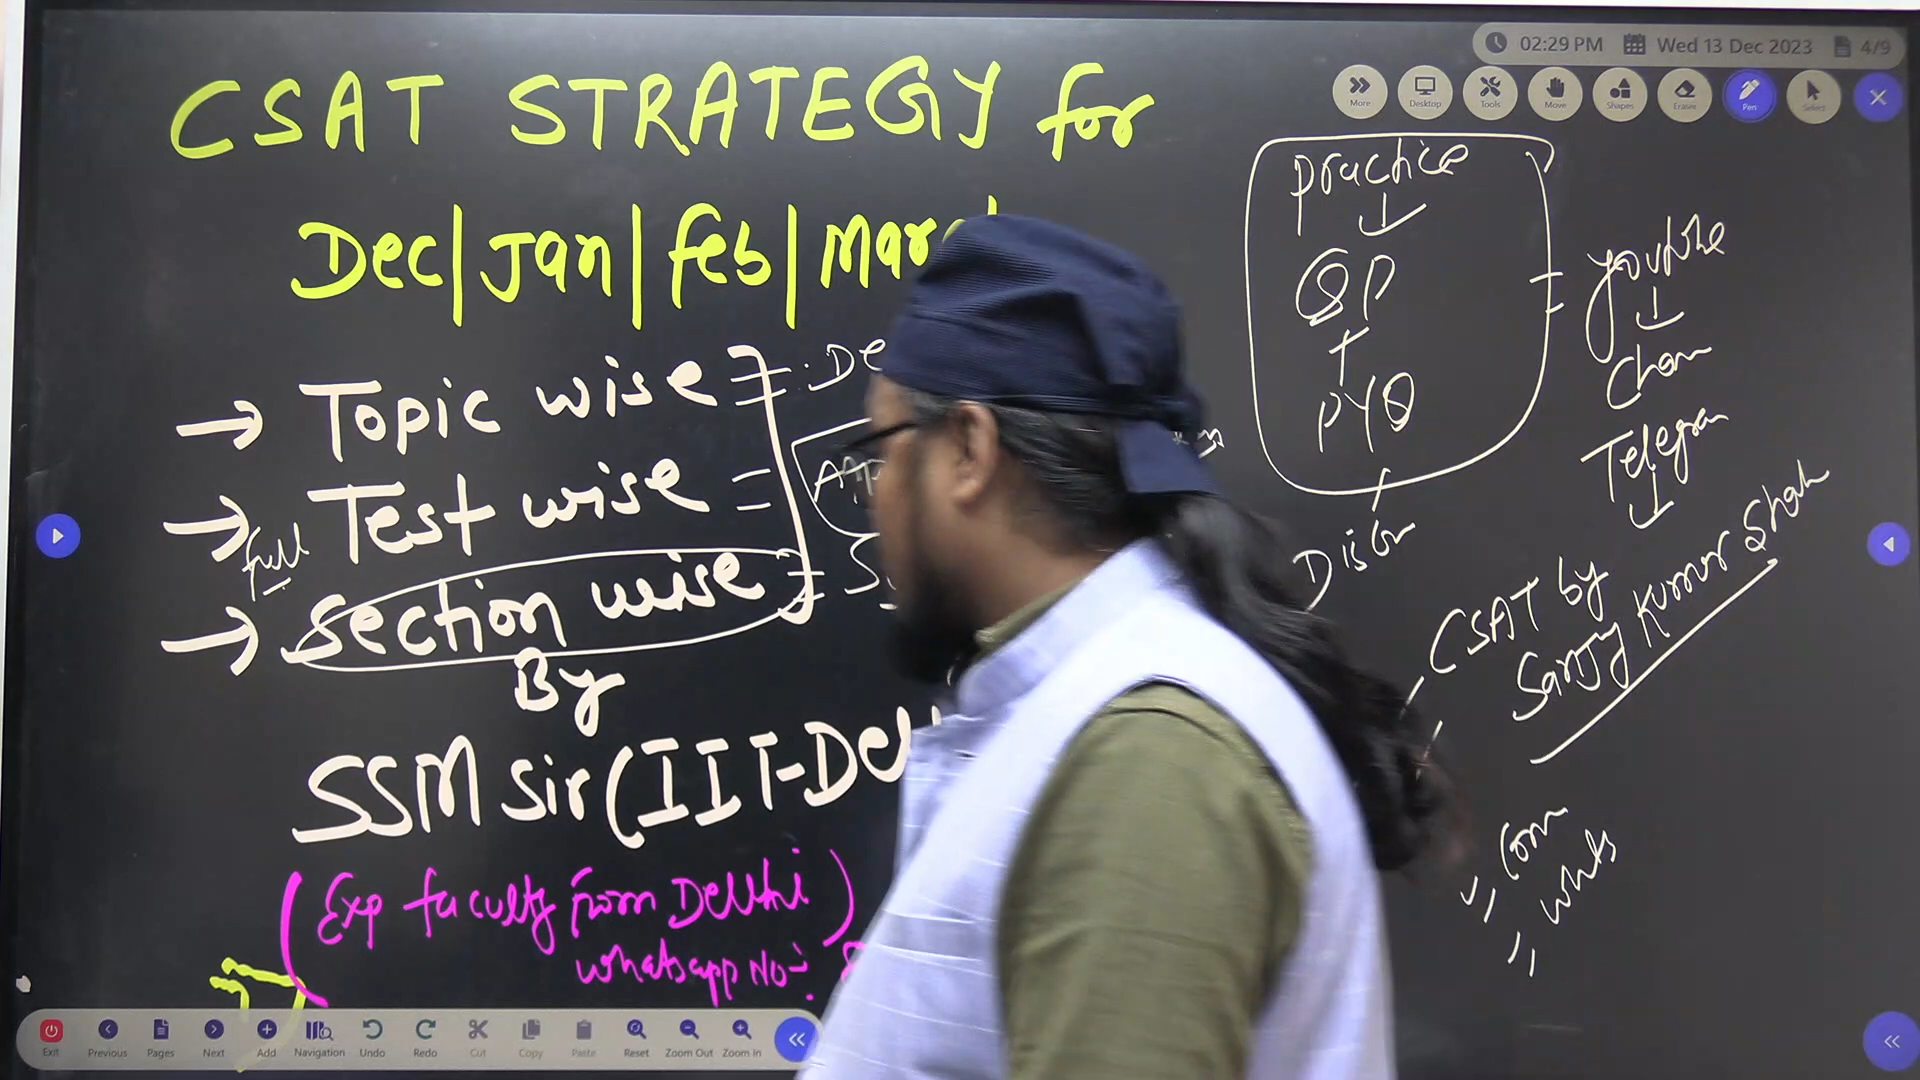 02:29 PM Wed 13 Dec 2023 4/9
More Desktop Tools Move Shapes Eraser Pen Select
CSAT STRATEGY for
Dec|Jan|Feb|Mar
→ Topic wise = De
→ full Test wise =
→ Section wise =
By
SSM Sir (IIT-Del
(Exp faculty from Dellhi)
whatsapp No:-
practice
QP
+
PYQ
youtube
Telegram
CSAT by
Sanjay Kumar Shah
Exit Previous Pages Next Add Navigation Undo Redo Cut Copy Paste Reset Zoom Out Zoom In